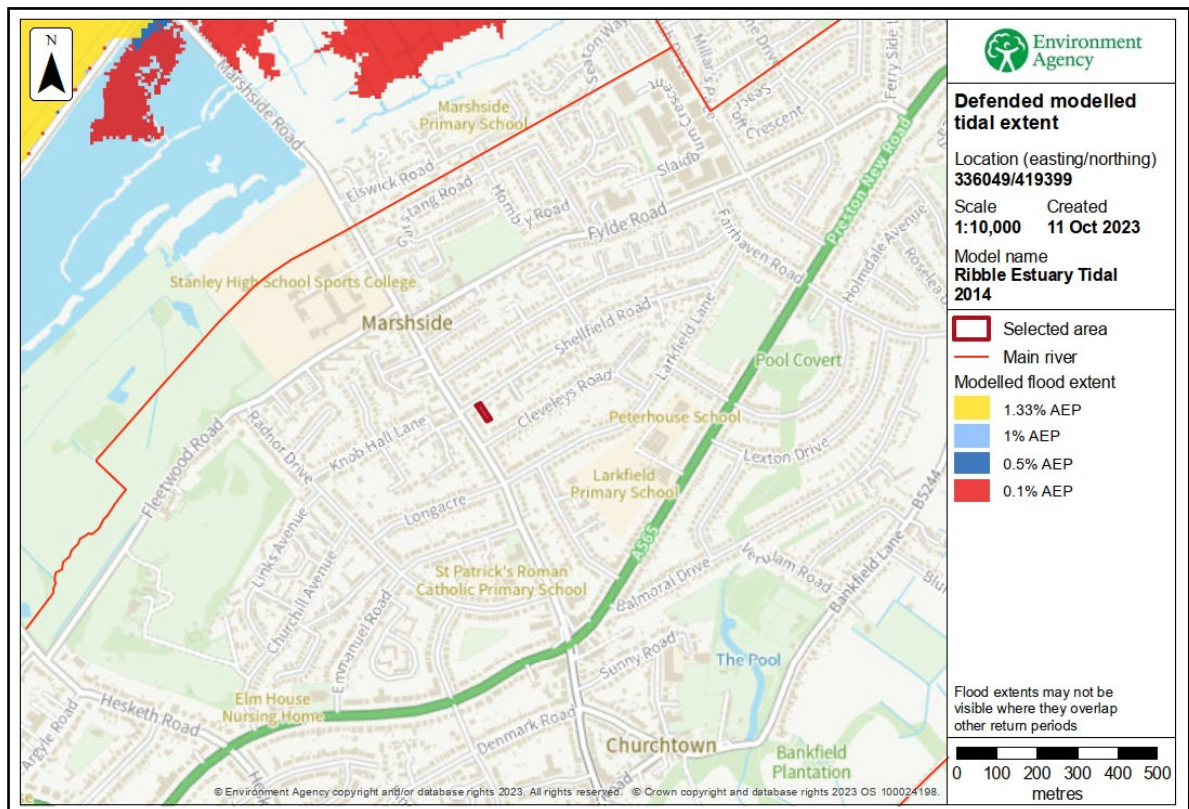 N
Marshside Road
Seaton Way
Marshside
Primary School
Elswick Road
Hornby Road
Fylde Road
Preston New Road
Ferry Side
Fairhaven Road
Holmdale Avenue
Stanley High School Sports College
Marshside
Shellfield Road
Larkfield Lane
Pool Covert
Cleveleys Road
Peterhouse School
Knob Hall Lane
Radnor Drive
Fleetwood Road
Lexton Drive
B5244
Larkfield
Primary School
Longacre
Links Avenue
Churchill Avenue
A565
St Patrick's Roman
Catholic Primary School
Verulam Road
Bankfield Lane
Balmoral Drive
Emmanuel Road
Sunny Road
The Pool
Elm House
Nursing Home
Hesketh Road
Argyle Road
Denmark Road
Churchtown
Bankfield
Plantation
© Environment Agency copyright and/or database rights 2023. All rights reserved. © Crown copyright and database rights 2023 OS 100024198.
Environment
Agency
Defended modelled
tidal extent
Location (easting/northing)
336049/419399
Scale Created
1:10,000 11 Oct 2023
Model name
Ribble Estuary Tidal
2014
Selected area
Main river
Modelled flood extent
1.33% AEP
1% AEP
0.5% AEP
0.1% AEP
Flood extents may not be
visible where they overlap
other return periods
0 100 200 300 400 500
metres